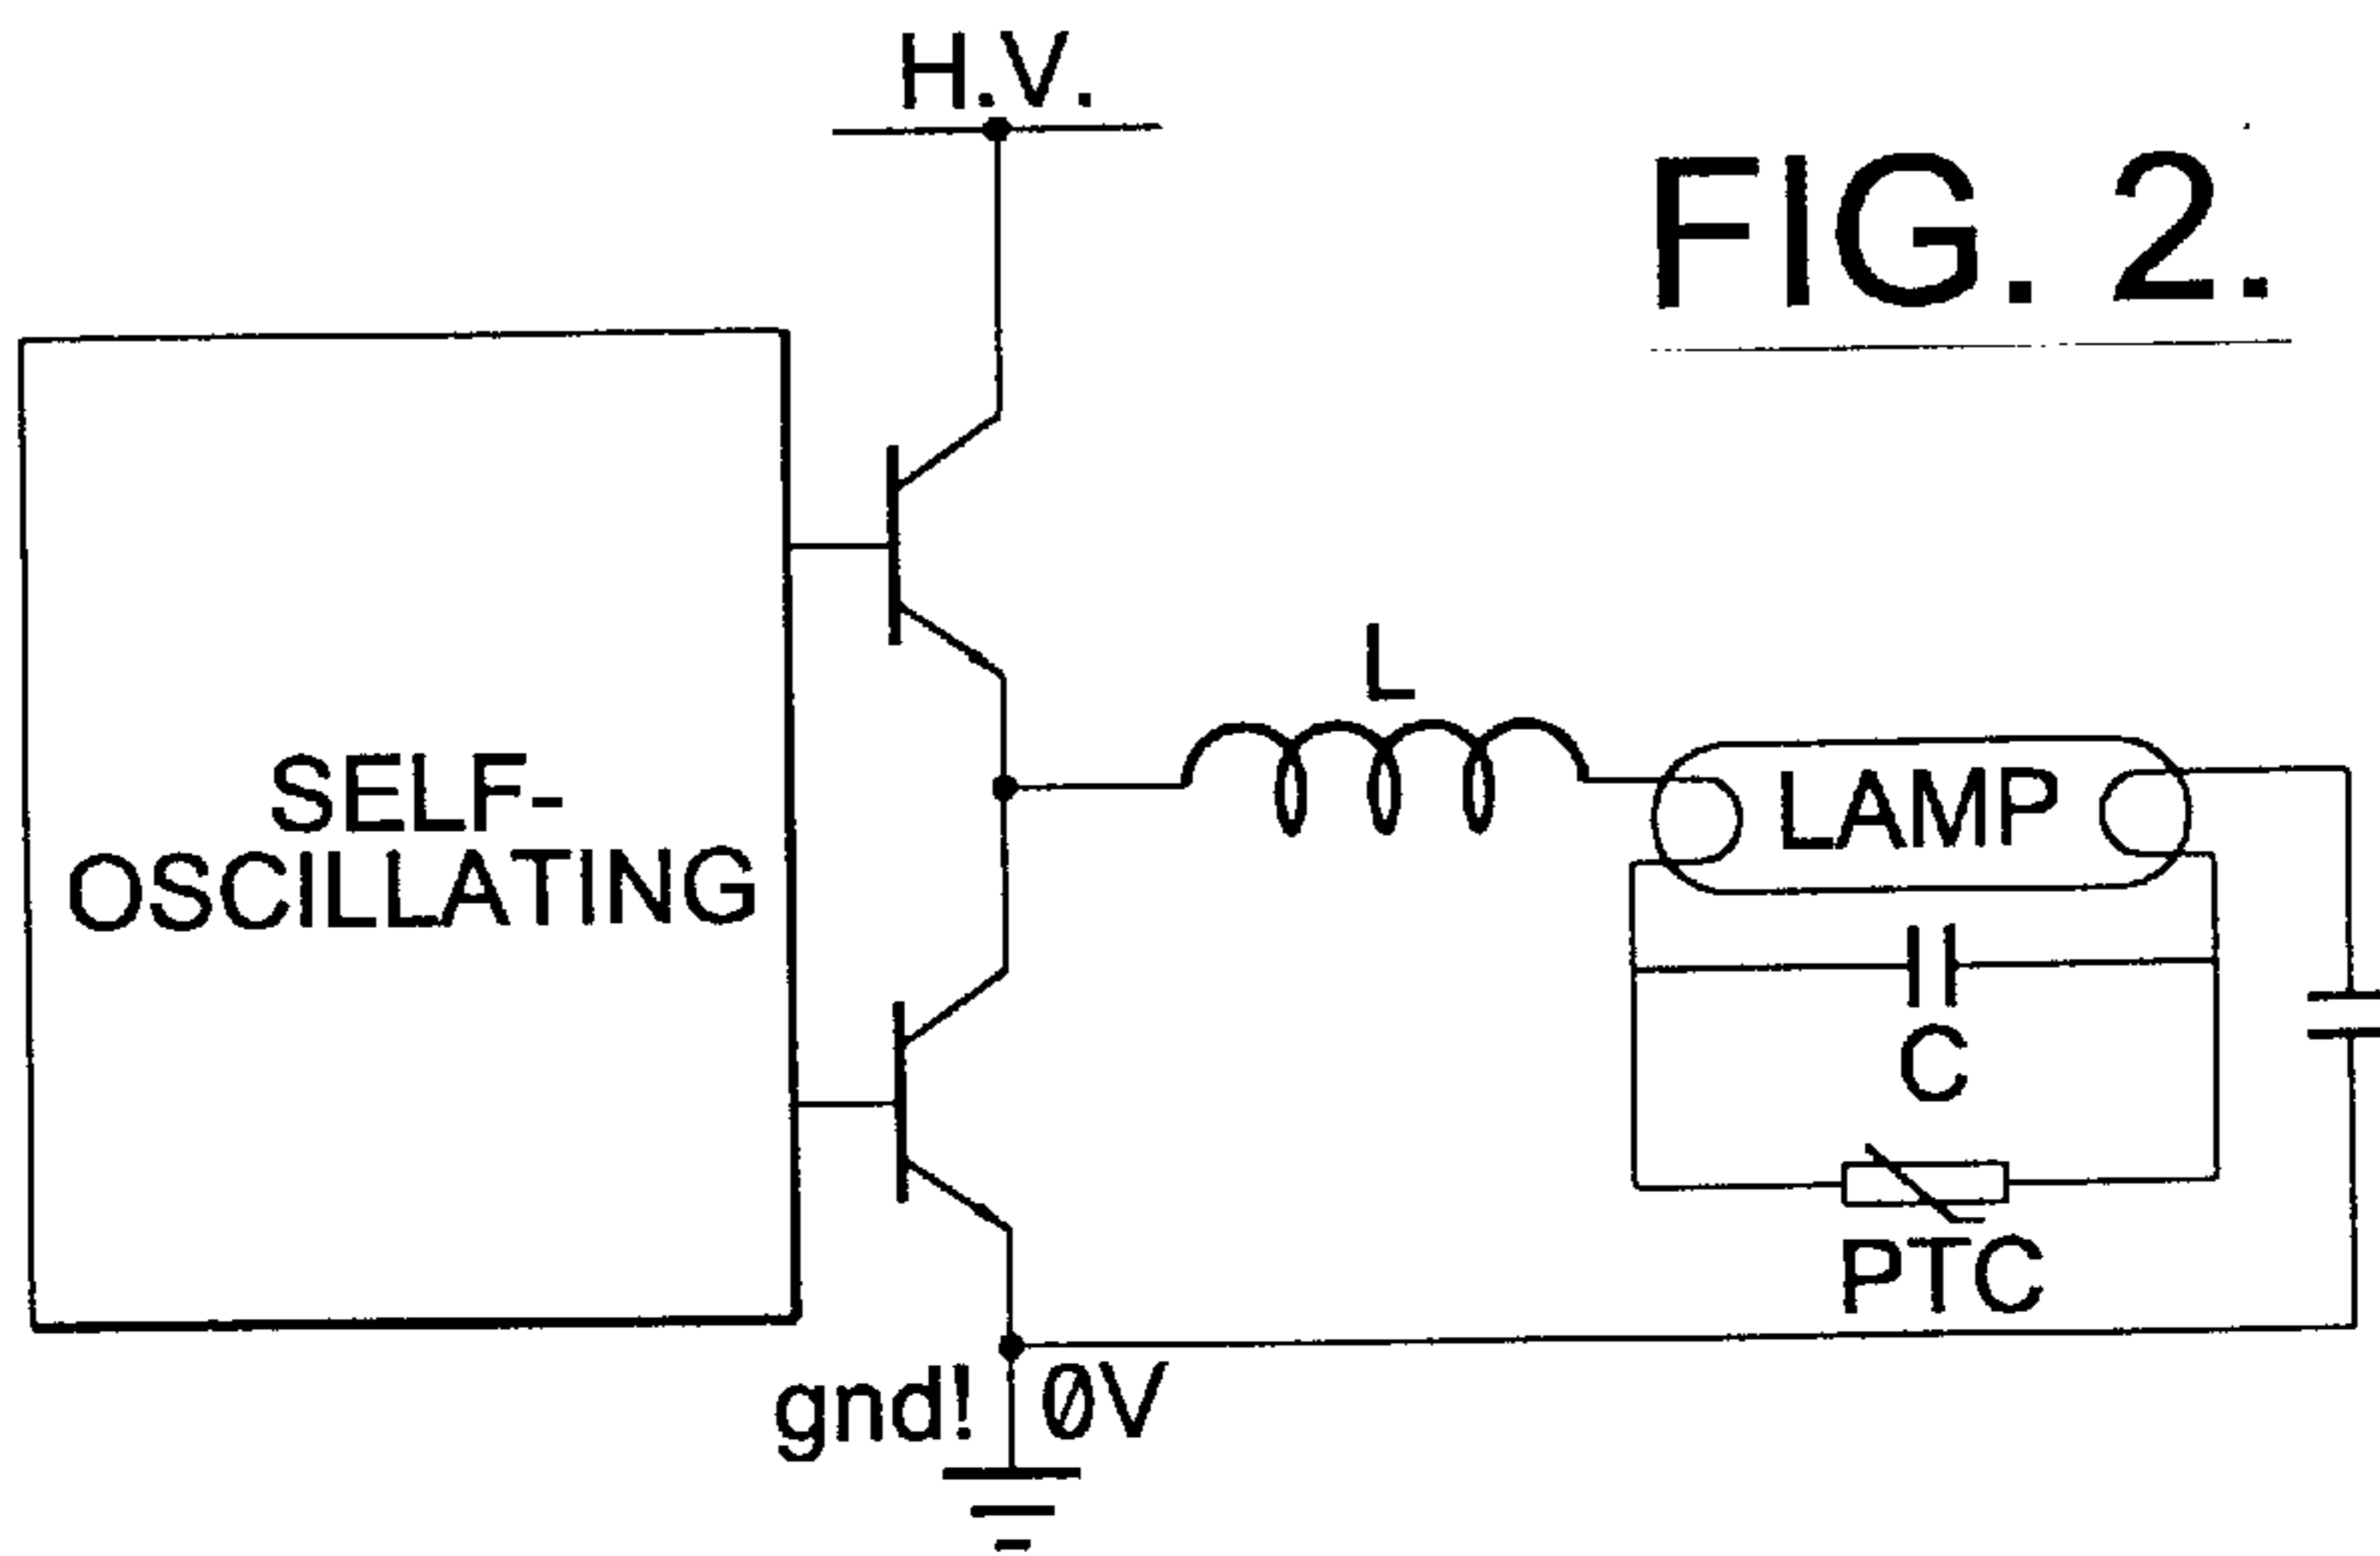 H.V.
FIG. 2.
L
SELF-
OSCILLATING
LAMP
C
PTC
gnd! 0V